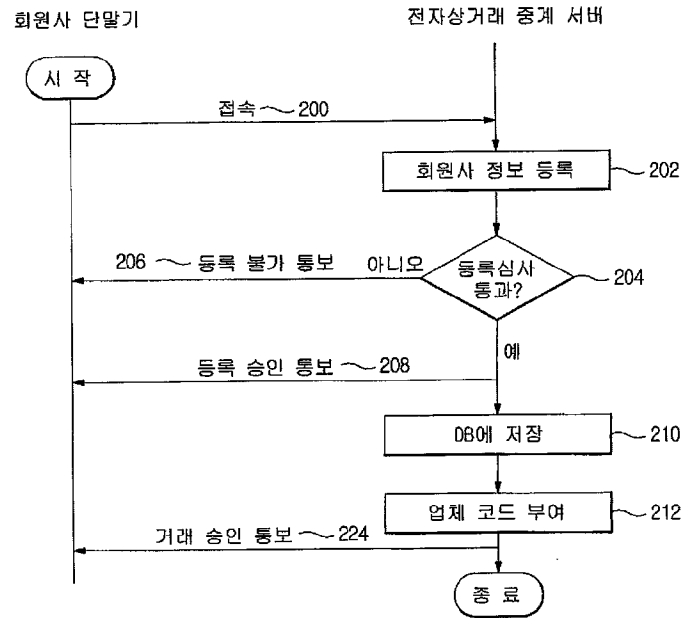 회원사 단말기
전자상거래 중계 서버
시 작
접속 200
회원사 정보 등록 202
206 등록 불가 통보 아니오
등록심사
통과?
204
예
등록 승인 통보 208
DB에 저장 210
업체 코드 부여 212
거래 승인 통보 224
종 료